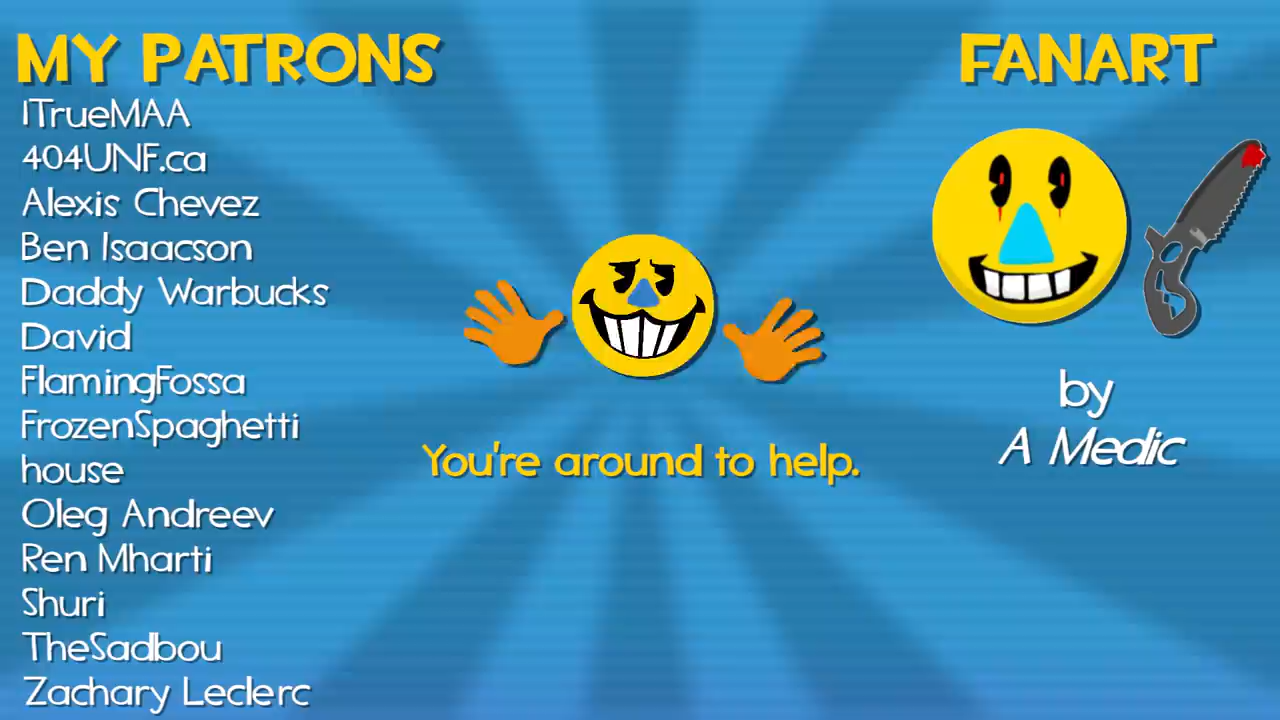 MY PATRONS
1TrueMAA
404UNF.ca
Alexis Chevez
Ben Isaacson
Daddy Warbucks
David
FlamingFossa
FrozenSpaghetti
house
Oleg Andreev
Ren Mharti
Shuri
TheSadbou
Zachary Leclerc
You're around to help.
FANART
by
A Medic